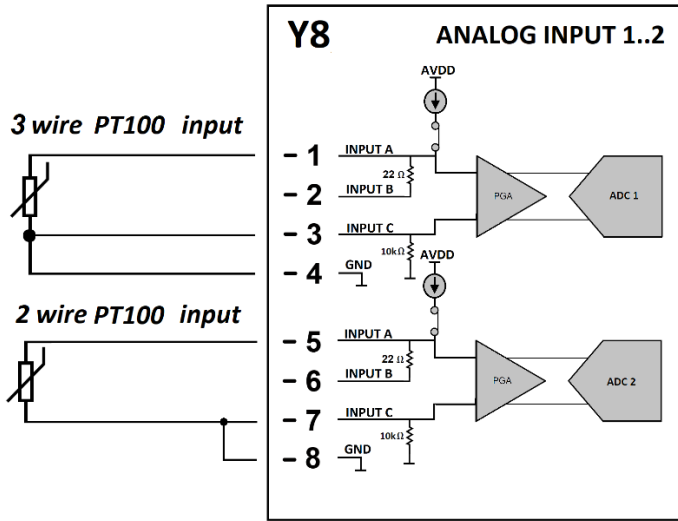 Y8
ANALOG INPUT 1..2
AVDD
3 wire PT100 input
- 1
INPUT A
22 Ω
- 2
INPUT B
PGA
ADC 1
- 3
INPUT C
10kΩ
- 4
GND
AVDD
2 wire PT100 input
- 5
INPUT A
22 Ω
- 6
INPUT B
PGA
ADC 2
- 7
INPUT C
10kΩ
- 8
GND